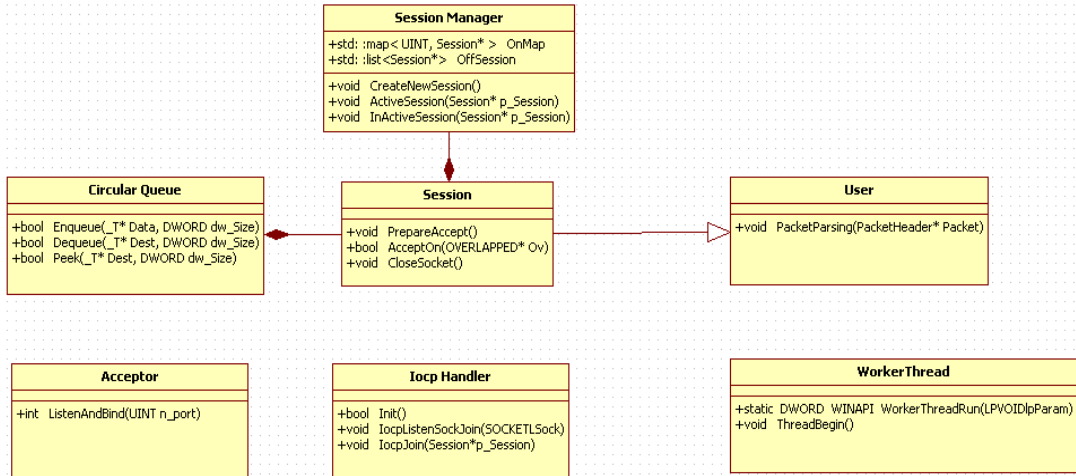 Session Manager
+std: :map< UINT, Session* > OnMap
+std: :list<Session*> OffSession
+void CreateNewSession()
+void ActiveSession(Session* p_Session)
+void InActiveSession(Session* p_Session)
Circular Queue
+bool Enqueue(_T* Data, DWORD dw_Size)
+bool Dequeue(_T* Dest, DWORD dw_Size)
+bool Peek(_T* Dest, DWORD dw_Size)
Session
+void PrepareAccept()
+bool AcceptOn(OVERLAPPED* Ov)
+void CloseSocket()
User
+void PacketParsing(PacketHeader* Packet)
Acceptor
+int ListenAndBind(UINT n_port)
Iocp Handler
+bool Init()
+void IocpListenSockJoin(SOCKETLSock)
+void IocpJoin(Session*p_Session)
WorkerThread
+static DWORD WINAPI WorkerThreadRun(LPVOIDlpParam)
+void ThreadBegin()